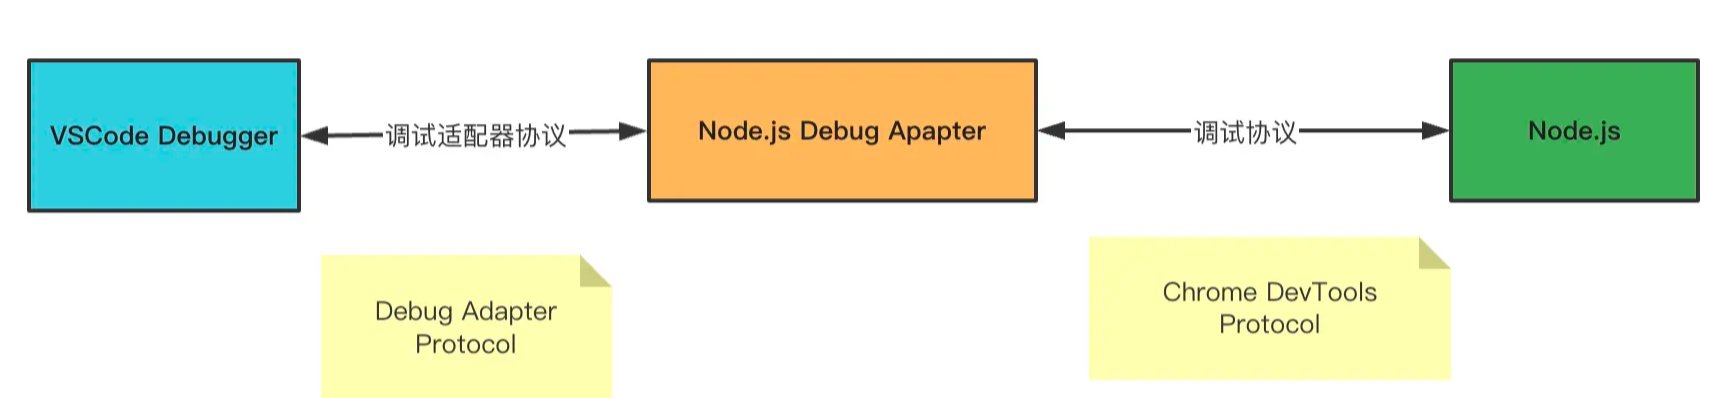 VSCode Debugger
调试适配器协议
Node.js Debug Apapter
调试协议
Node.js
Debug Adapter
Protocol
Chrome DevTools
Protocol